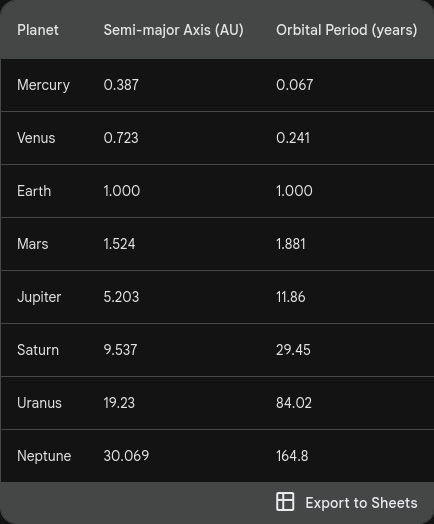 Planet Semi-major Axis (AU) Orbital Period (years)
Mercury 0.387 0.067
Venus 0.723 0.241
Earth 1.000 1.000
Mars 1.524 1.881
Jupiter 5.203 11.86
Saturn 9.537 29.45
Uranus 19.23 84.02
Neptune 30.069 164.8
Export to Sheets